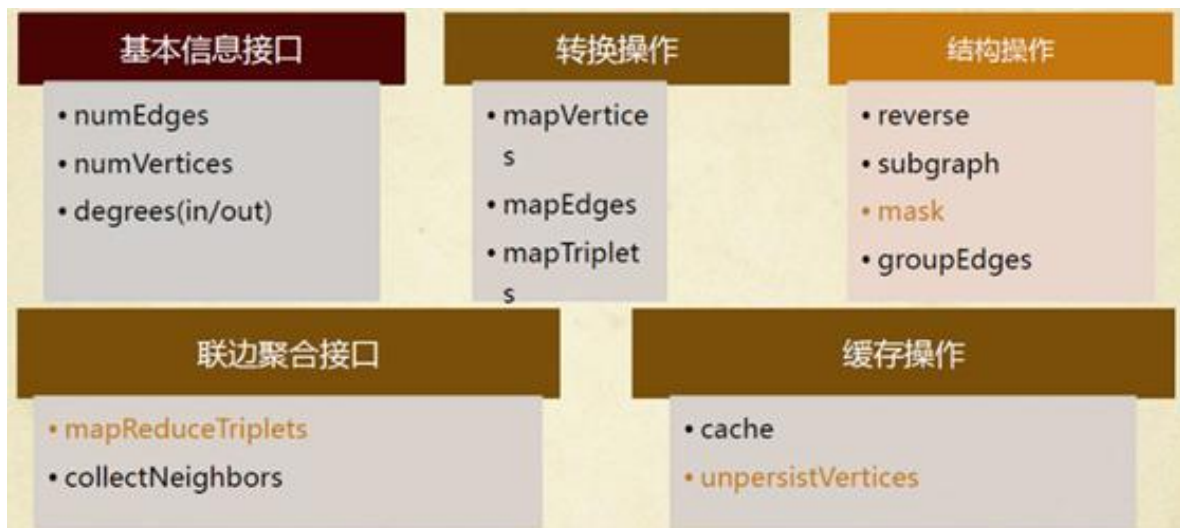 基本信息接口
• numEdges
• numVertices
• degrees(in/out)
转换操作
• mapVertice
s
• mapEdges
• mapTriplet
s
结构操作
• reverse
• subgraph
• mask
• groupEdges
联边聚合接口
• mapReduceTriplets
• collectNeighbors
缓存操作
• cache
• unpersistVertices